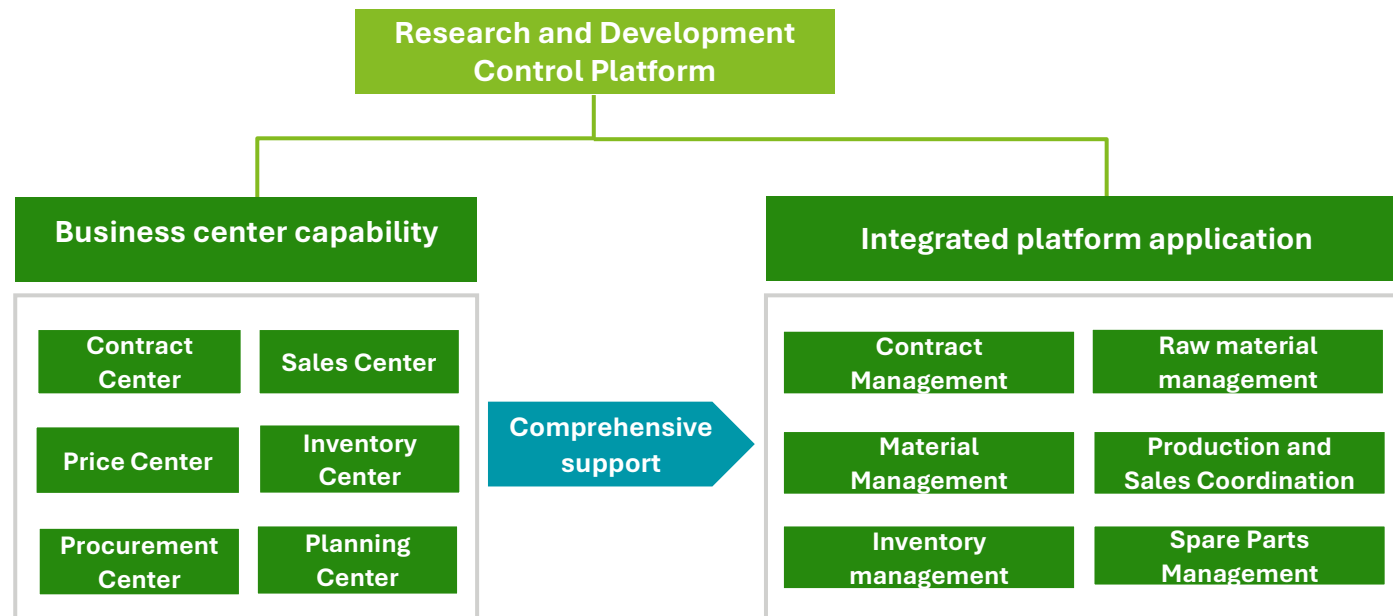 Research and Development
Control Platform
Business center capability
Integrated platform application
Contract
Center
Sales Center
Price Center
Inventory
Center
Procurement
Center
Planning
Center
Comprehensive
support
Contract
Management
Raw material
management
Material
Management
Production and
Sales Coordination
Inventory
management
Spare Parts
Management